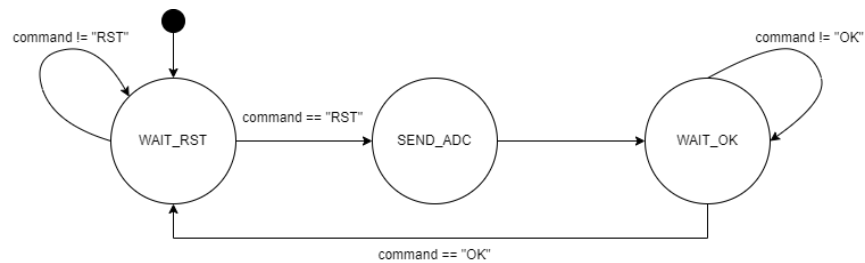 command != "RST"
command != "OK"
command == "RST"
WAIT_RST
SEND_ADC
WAIT_OK
command == "OK"